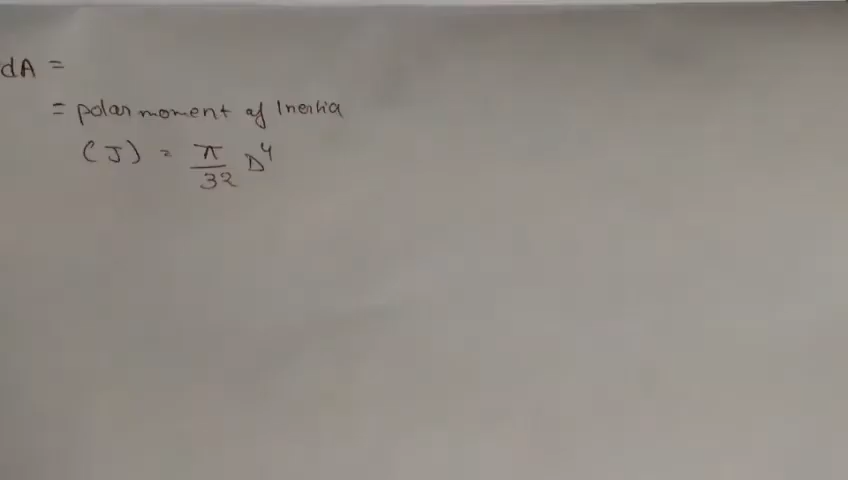 dA =
= polar moment of Inertia
(J) = π/32 D⁴